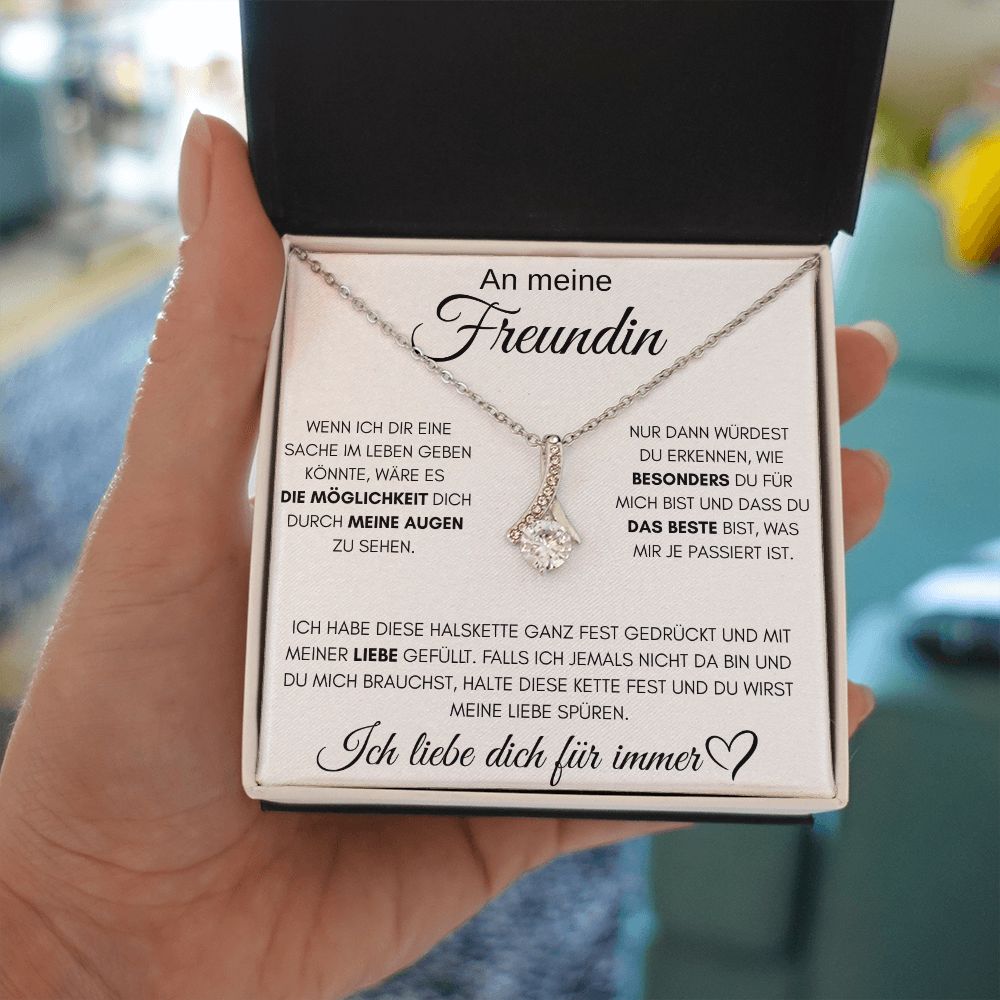 An meine
Freundin
WENN ICH DIR EINE
SACHE IM LEBEN GEBEN
KÖNNTE, WÄRE ES
DIE MÖGLICHKEIT DICH
DURCH MEINE AUGEN
ZU SEHEN.
NUR DANN WÜRDEST
DU ERKENNEN, WIE
BESONDERS DU FÜR
MICH BIST UND DASS DU
DAS BESTE BIST, WAS
MIR JE PASSIERT IST.
ICH HABE DIESE HALSKETTE GANZ FEST GEDRÜCKT UND MIT
MEINER LIEBE GEFÜLLT. FALLS ICH JEMALS NICHT DA BIN UND
DU MICH BRAUCHST, HALTE DIESE KETTE FEST UND DU WIRST
MEINE LIEBE SPÜREN.
Ich liebe dich für immer